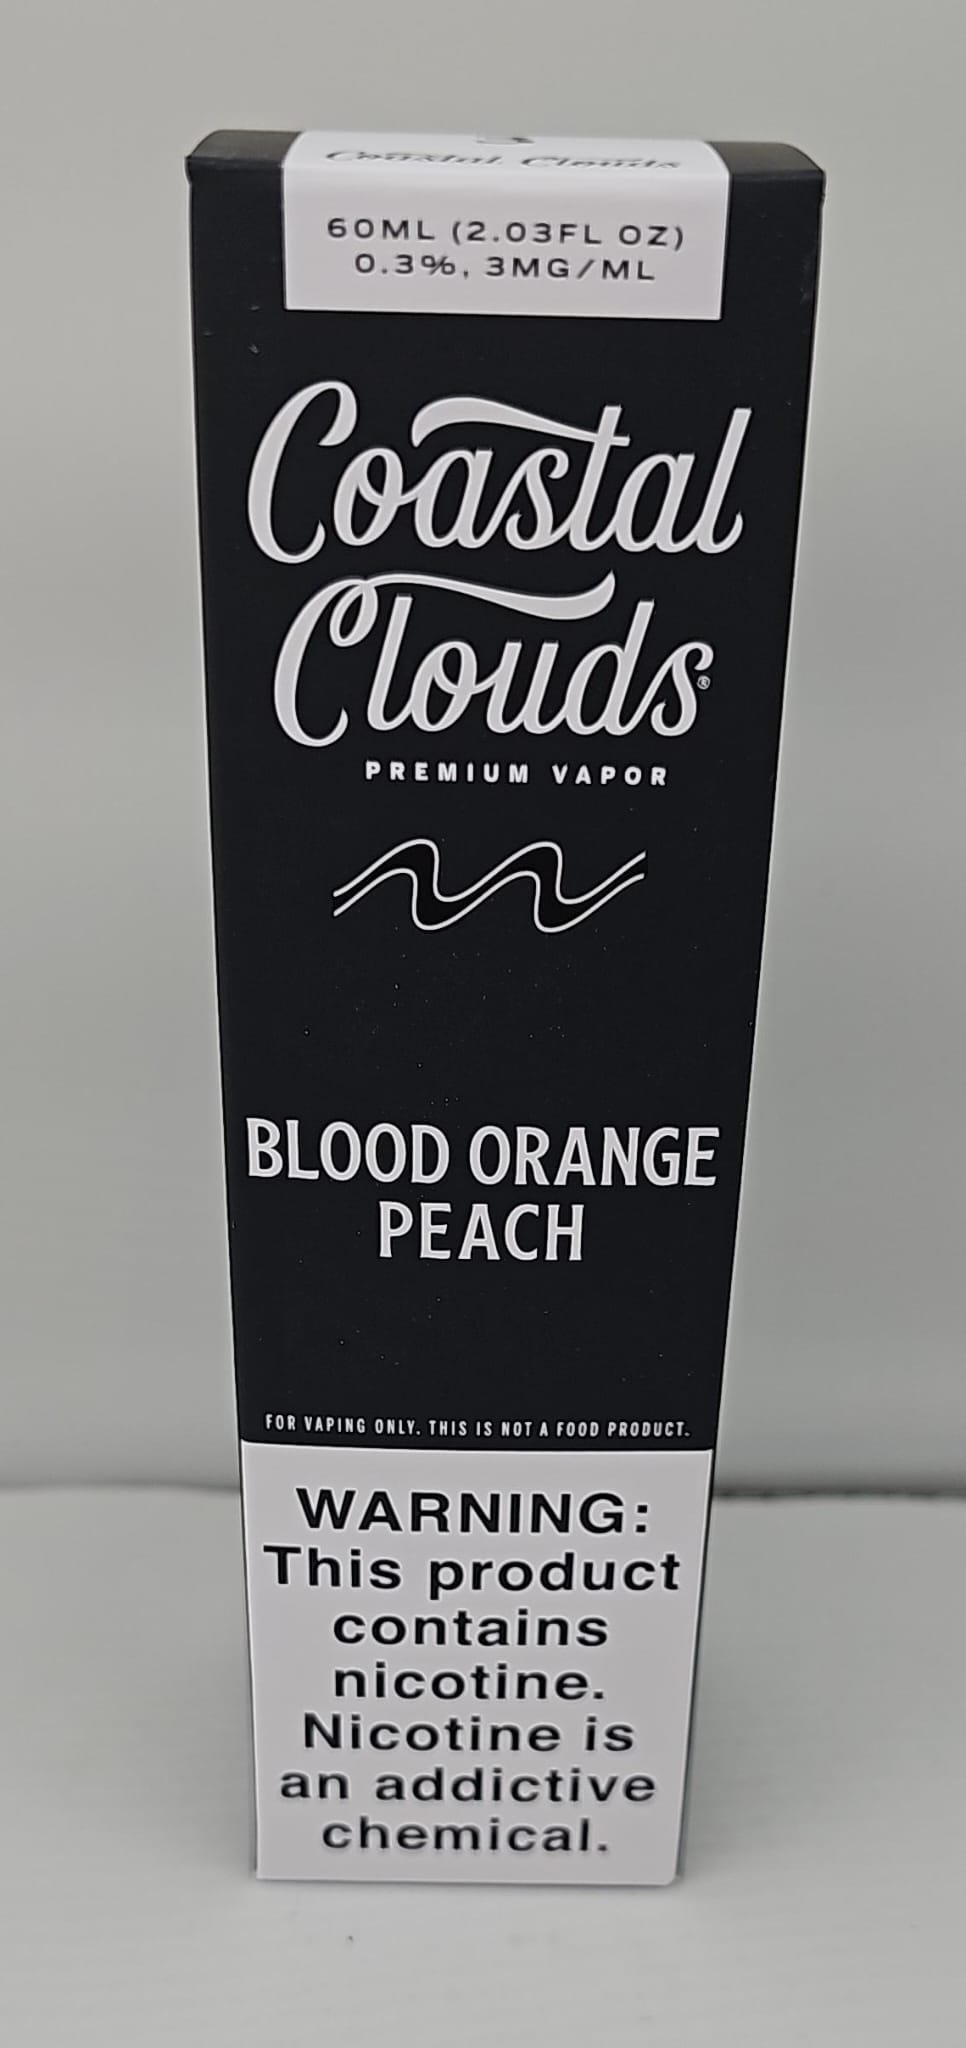 Coastal Clouds
60ML (2.03FL OZ)
0.3%, 3MG/ML
Coastal
Clouds®
PREMIUM VAPOR
BLOOD ORANGE
PEACH
FOR VAPING ONLY. THIS IS NOT A FOOD PRODUCT.
WARNING:
This product
contains
nicotine.
Nicotine is
an addictive
chemical.